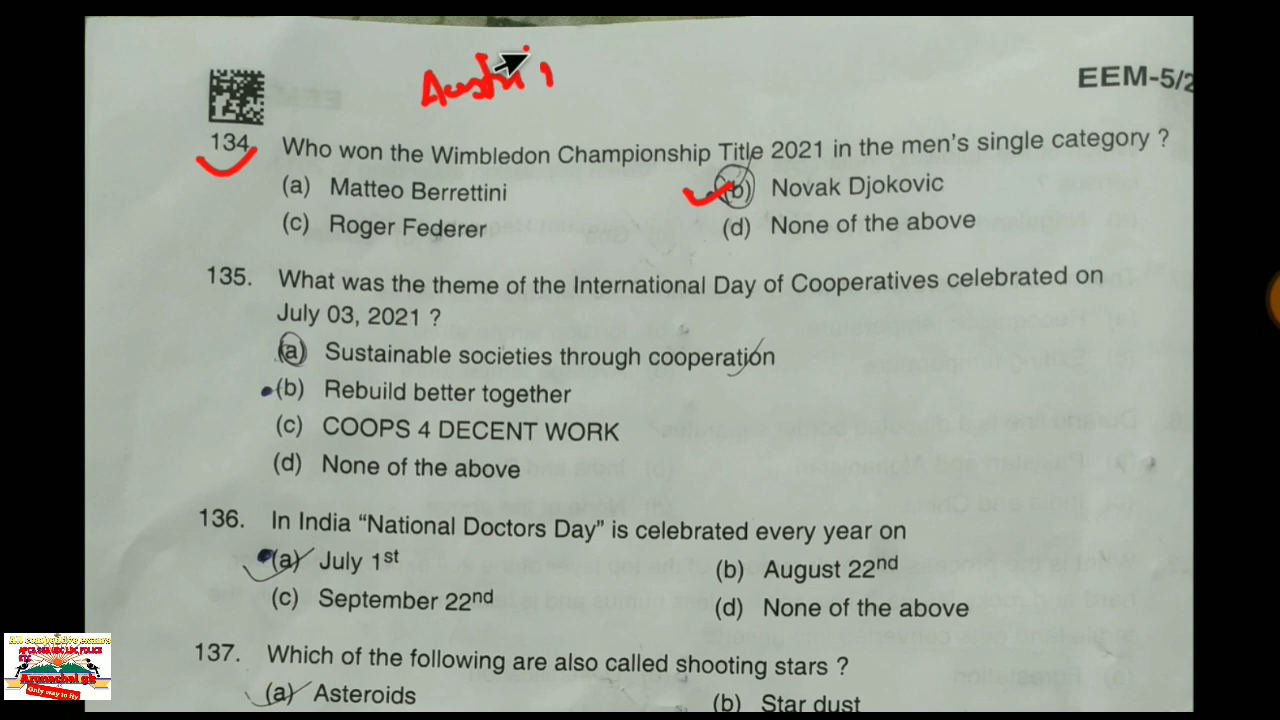 EEM-5/2
134. Who won the Wimbledon Championship Title 2021 in the men's single category ?
(a) Matteo Berrettini (b) Novak Djokovic
(c) Roger Federer (d) None of the above
135. What was the theme of the International Day of Cooperatives celebrated on
July 03, 2021 ?
(a) Sustainable societies through cooperation
(b) Rebuild better together
(c) COOPS 4 DECENT WORK
(d) None of the above
136. In India “National Doctors Day” is celebrated every year on
(a) July 1st (b) August 22nd
(c) September 22nd (d) None of the above
137. Which of the following are also called shooting stars ?
(a) Asteroids (b) Star dust
Arunachal gk
Only way to fly